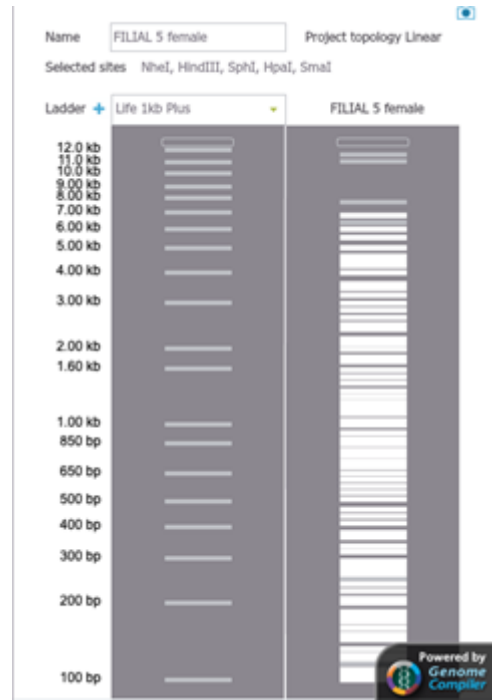 Name FILIAL 5 female Project topology Linear
Selected sites NheI, HindIII, SphI, HpaI, SmaI
Ladder + Life 1kb Plus FILIAL 5 female
12.0 kb
11.0 kb
10.0 kb
9.00 kb
8.00 kb
7.00 kb
6.00 kb
5.00 kb
4.00 kb
3.00 kb
2.00 kb
1.60 kb
1.00 kb
850 bp
650 bp
500 bp
400 bp
300 bp
200 bp
100 bp
Powered by
Genome
Compiler